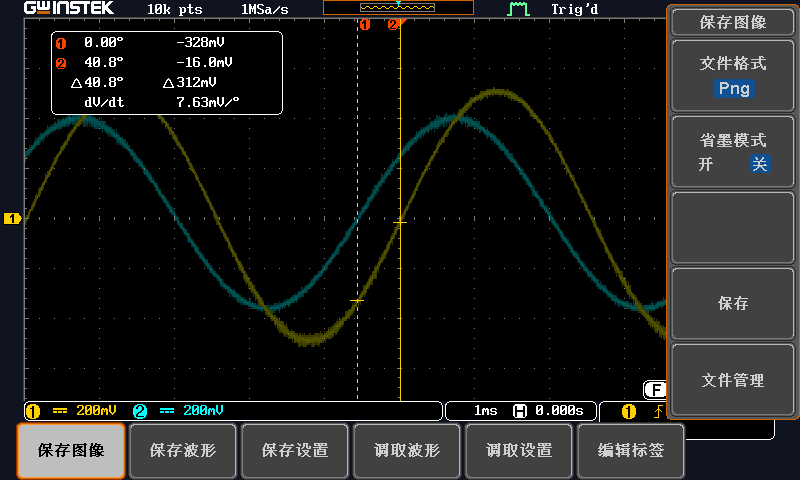 GWINSTEK 10k pts 1MSa/s Trig'd
1 2
1 0.00° -328mV
2 40.8° -16.0mV
△40.8° △312mV
dV/dt 7.63mV/°
1
保存图像
文件格式
Png
省墨模式
开 关
保存
文件管理
F
1 200mV 2 200mV 1ms H 0.000s 1
保存图像 保存波形 保存设置 调取波形 调取设置 编辑标签